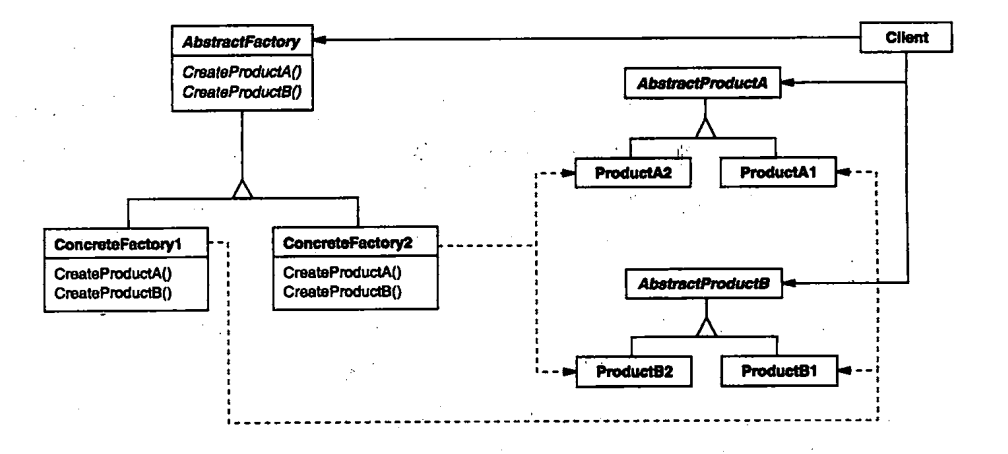 AbstractFactory
CreateProductA()
CreateProductB()
Client
AbstractProductA
ProductA2
ProductA1
ConcreteFactory1
CreateProductA()
CreateProductB()
ConcreteFactory2
CreateProductA()
CreateProductB()
AbstractProductB
ProductB2
ProductB1